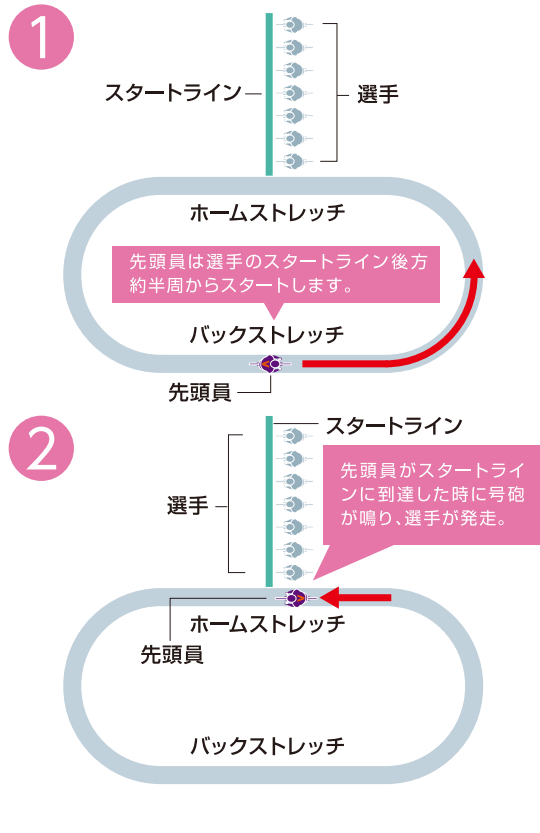 1
スタートライン
選手
ホームストレッチ
先頭員は選手のスタートライン後方
約半周からスタートします。
バックストレッチ
先頭員
2
スタートライン
選手
先頭員がスタートライ
ンに到達した時に号砲
が鳴り、選手が発走。
ホームストレッチ
先頭員
バックストレッチ